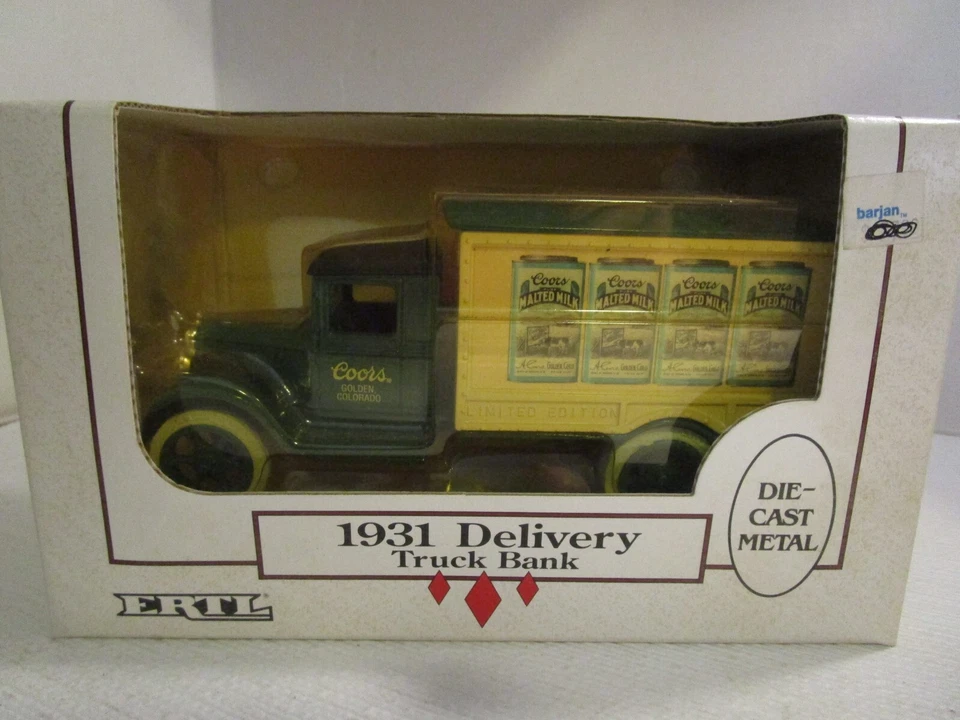 barjan™
Coors
MALTED MILK
Coors
MALTED MILK
Coors
MALTED MILK
Coors
MALTED MILK
Coors
GOLDEN,
COLORADO
LIMITED EDITION
DIE-
CAST
METAL
1931 Delivery
Truck Bank
ERTL